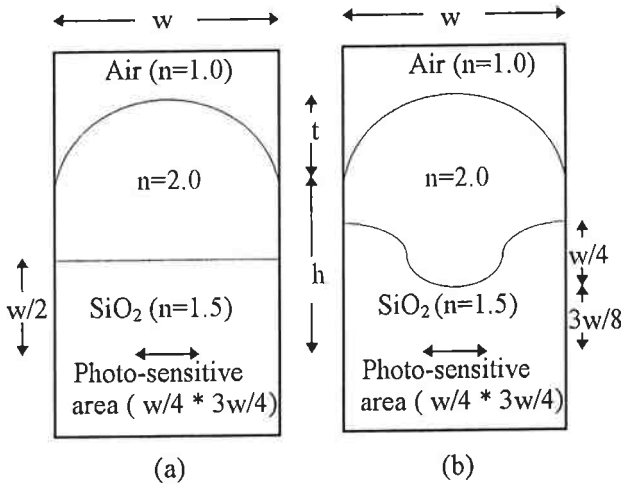 w
w
Air (n=1.0)
Air (n=1.0)
t
n=2.0
n=2.0
h
w/2
w/4
SiO₂ (n=1.5)
SiO₂ (n=1.5)
3w/8
Photo-sensitive
area ( w/4 * 3w/4)
Photo-sensitive
area ( w/4 * 3w/4)
(a)
(b)